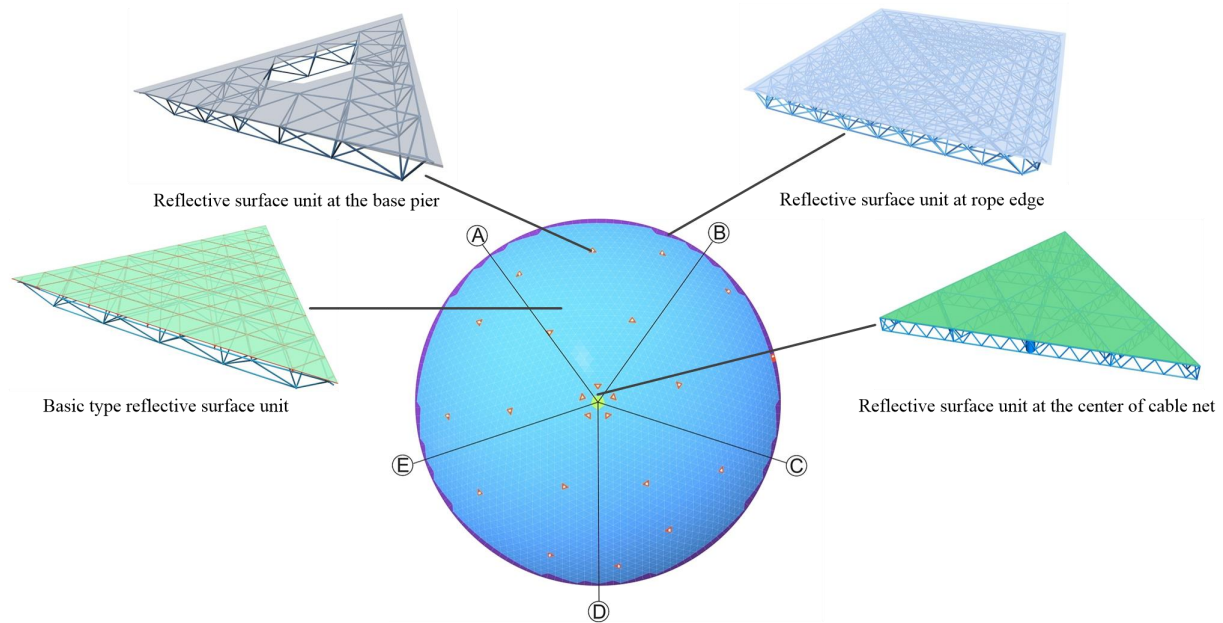 Reflective surface unit at the base pier
Reflective surface unit at rope edge
A
B
Basic type reflective surface unit
Reflective surface unit at the center of cable net
E
C
D